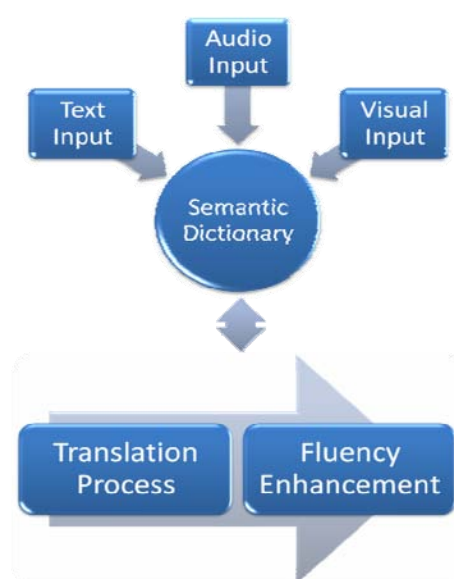 Audio
Input
Text
Input
Visual
Input
Semantic
Dictionary
Translation
Process
Fluency
Enhancement